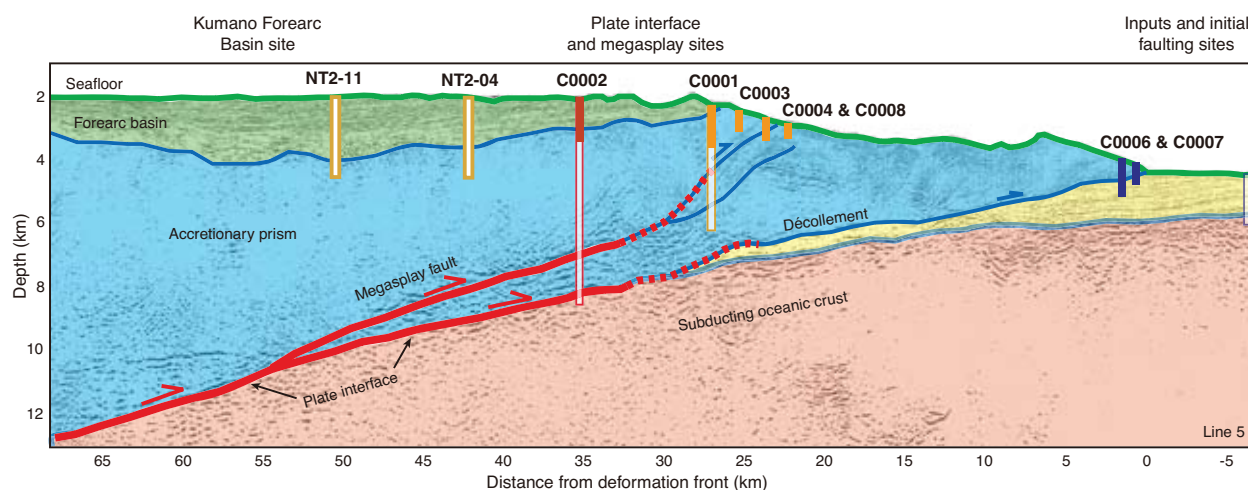 Kumano Forearc
Basin site
Plate interface
and megasplay sites
Inputs and initial
faulting sites
Seafloor
NT2-11
NT2-04
C0002
C0001
C0003
C0004 & C0008
C0006 & C0007
Forearc basin
Accretionary prism
Megasplay fault
Décollement
Subducting oceanic crust
Plate interface
Line 5
Depth (km)
2
4
6
8
10
12
65 60 55 50 45 40 35 30 25 20 15 10 5 0 -5
Distance from deformation front (km)